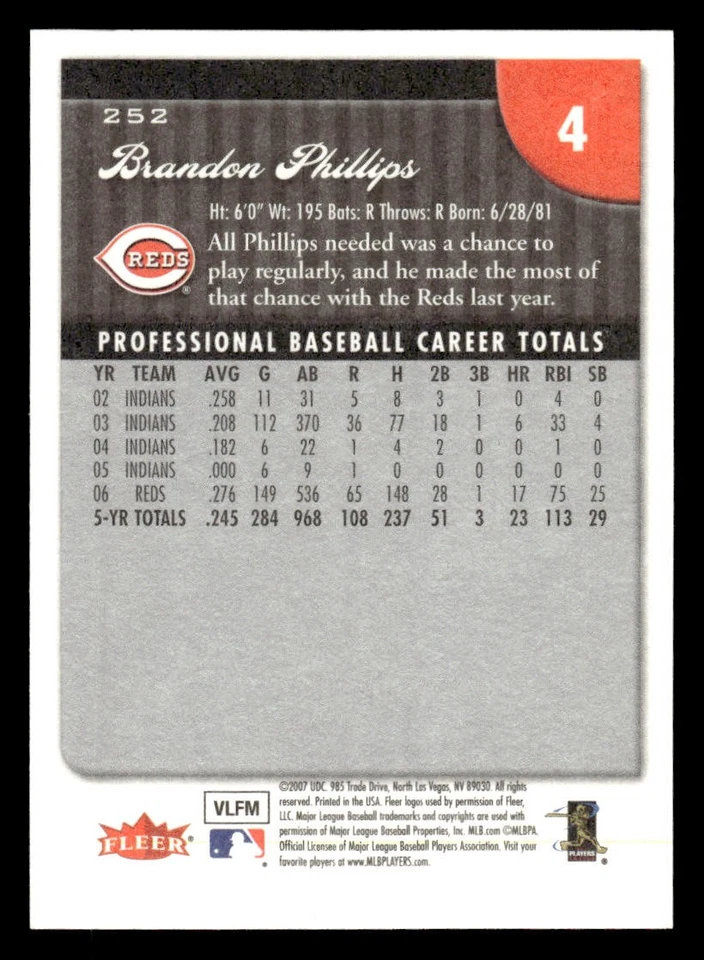 252
4
Brandon Phillips
Ht: 6'0" Wt: 195 Bats: R Throws: R Born: 6/28/81
REDS
®
All Phillips needed was a chance to
play regularly, and he made the most of
that chance with the Reds last year.
PROFESSIONAL BASEBALL CAREER TOTALS
YR TEAM AVG G AB R H 2B 3B HR RBI SB
02 INDIANS .258 11 31 5 8 3 1 0 4 0
03 INDIANS .208 112 370 36 77 18 1 6 33 4
04 INDIANS .182 6 22 1 4 2 0 0 1 0
05 INDIANS .000 6 9 1 0 0 0 0 0 0
06 REDS .276 149 536 65 148 28 1 17 75 25
5-YR TOTALS .245 284 968 108 237 51 3 23 113 29
©2007 UDC. 985 Trade Drive, North Las Vegas, NV 89030. All rights
reserved. Printed in the USA. Fleer logos used by permission of Fleer,
LLC. Major League Baseball trademarks and copyrights are used with
permission of Major League Baseball Properties, Inc. MLB.com ©MLBPA.
Official Licensee of Major League Baseball Players Association. Visit your
favorite players at www.MLBPLAYERS.com.
VLFM
FLEER®
®
PLAYERS
®